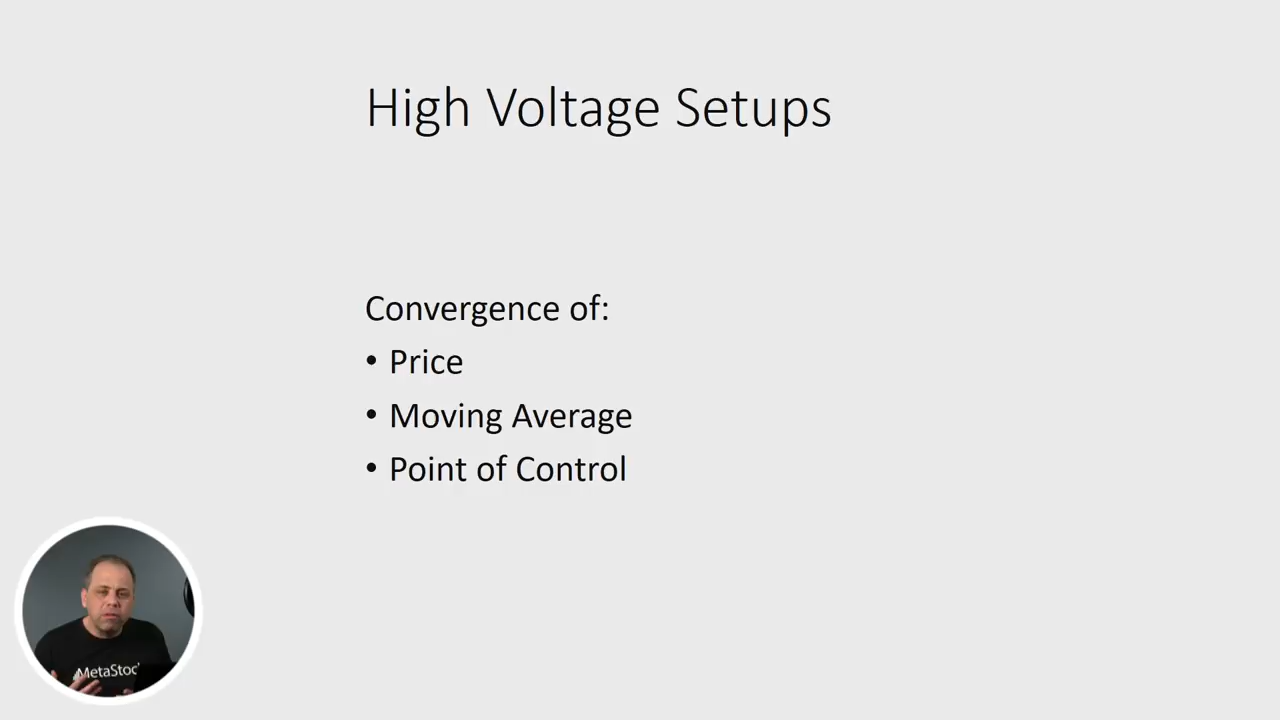 High Voltage Setups
Convergence of:
• Price
• Moving Average
• Point of Control
MetaStoc